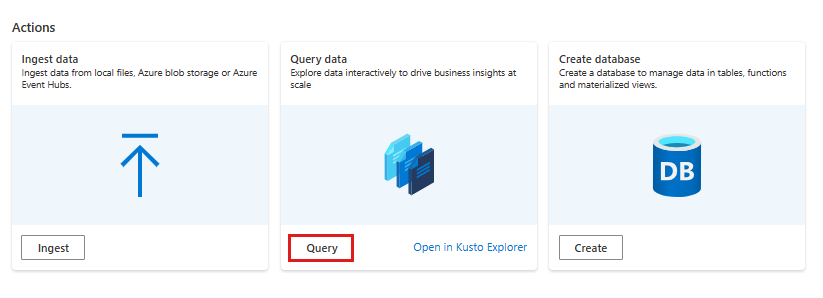 Actions
Ingest data
Ingest data from local files, Azure blob storage or Azure
Event Hubs.
Ingest
Query data
Explore data interactively to drive business insights at
scale
Query
Open in Kusto Explorer
Create database
Create a database to manage data in tables, functions
and materialized views.
DB
Create